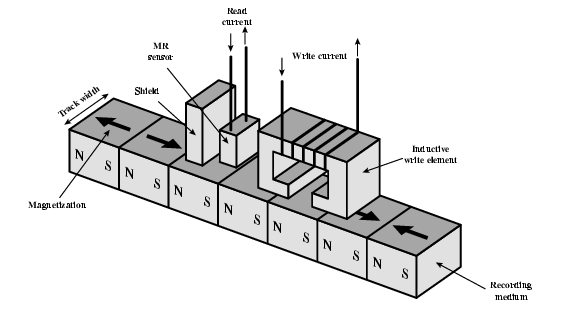 Read
current
MR
sensor
Write current
Shield
Track width
Inductive
write element
Magnetization
N S
N S
N S
N S
N S
N S
N S
Recording
medium